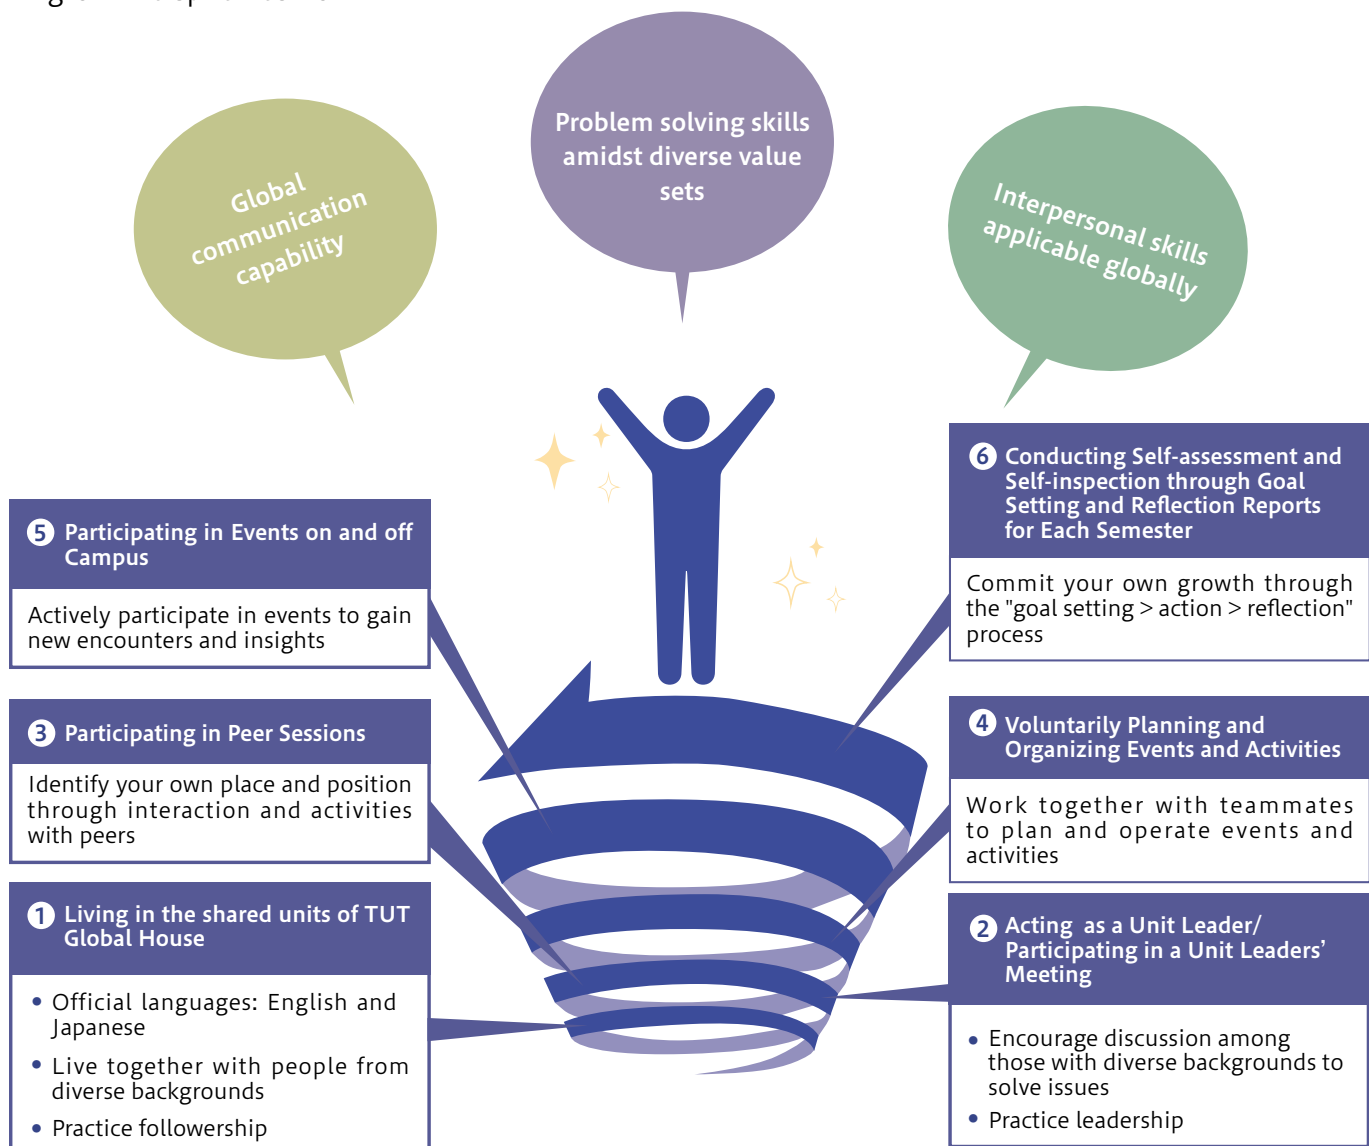 Problem solving skills
amidst diverse value
sets
Global
communication
capability
Interpersonal skills
applicable globally
6 Conducting Self-assessment and
Self-inspection through Goal
Setting and Reflection Reports
for Each Semester
Commit your own growth through
the "goal setting > action > reflection"
process
5 Participating in Events on and off
Campus
Actively participate in events to gain
new encounters and insights
4 Voluntarily Planning and
Organizing Events and Activities
Work together with teammates
to plan and operate events and
activities
3 Participating in Peer Sessions
Identify your own place and position
through interaction and activities
with peers
2 Acting as a Unit Leader/
Participating in a Unit Leaders’
Meeting
• Encourage discussion among
those with diverse backgrounds to
solve issues
• Practice leadership
1 Living in the shared units of TUT
Global House
• Official languages: English and
Japanese
• Live together with people from
diverse backgrounds
• Practice followership